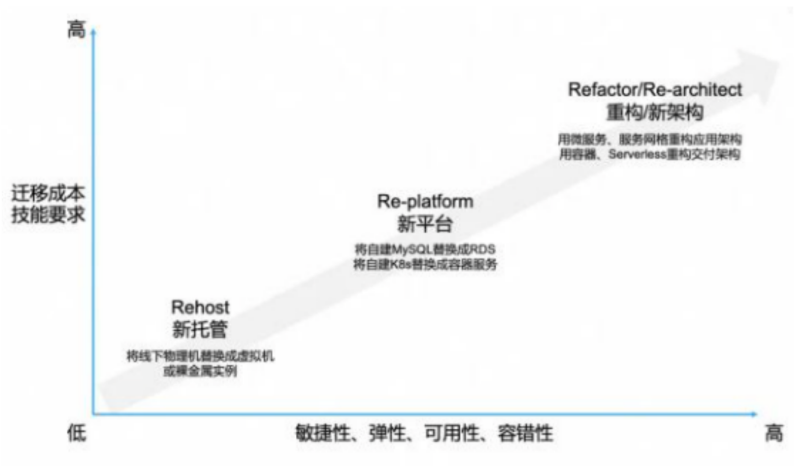 高
Refactor/Re-architect
重构/新架构
用微服务、服务网格重构应用架构
用容器、Serverless重构交付架构
迁移成本
技能要求
Re-platform
新平台
将自建MySQL替换成RDS
将自建K8s替换成容器服务
Rehost
新托管
将线下物理机替换成虚拟机
或裸金属实例
低
敏捷性、弹性、可用性、容错性
高